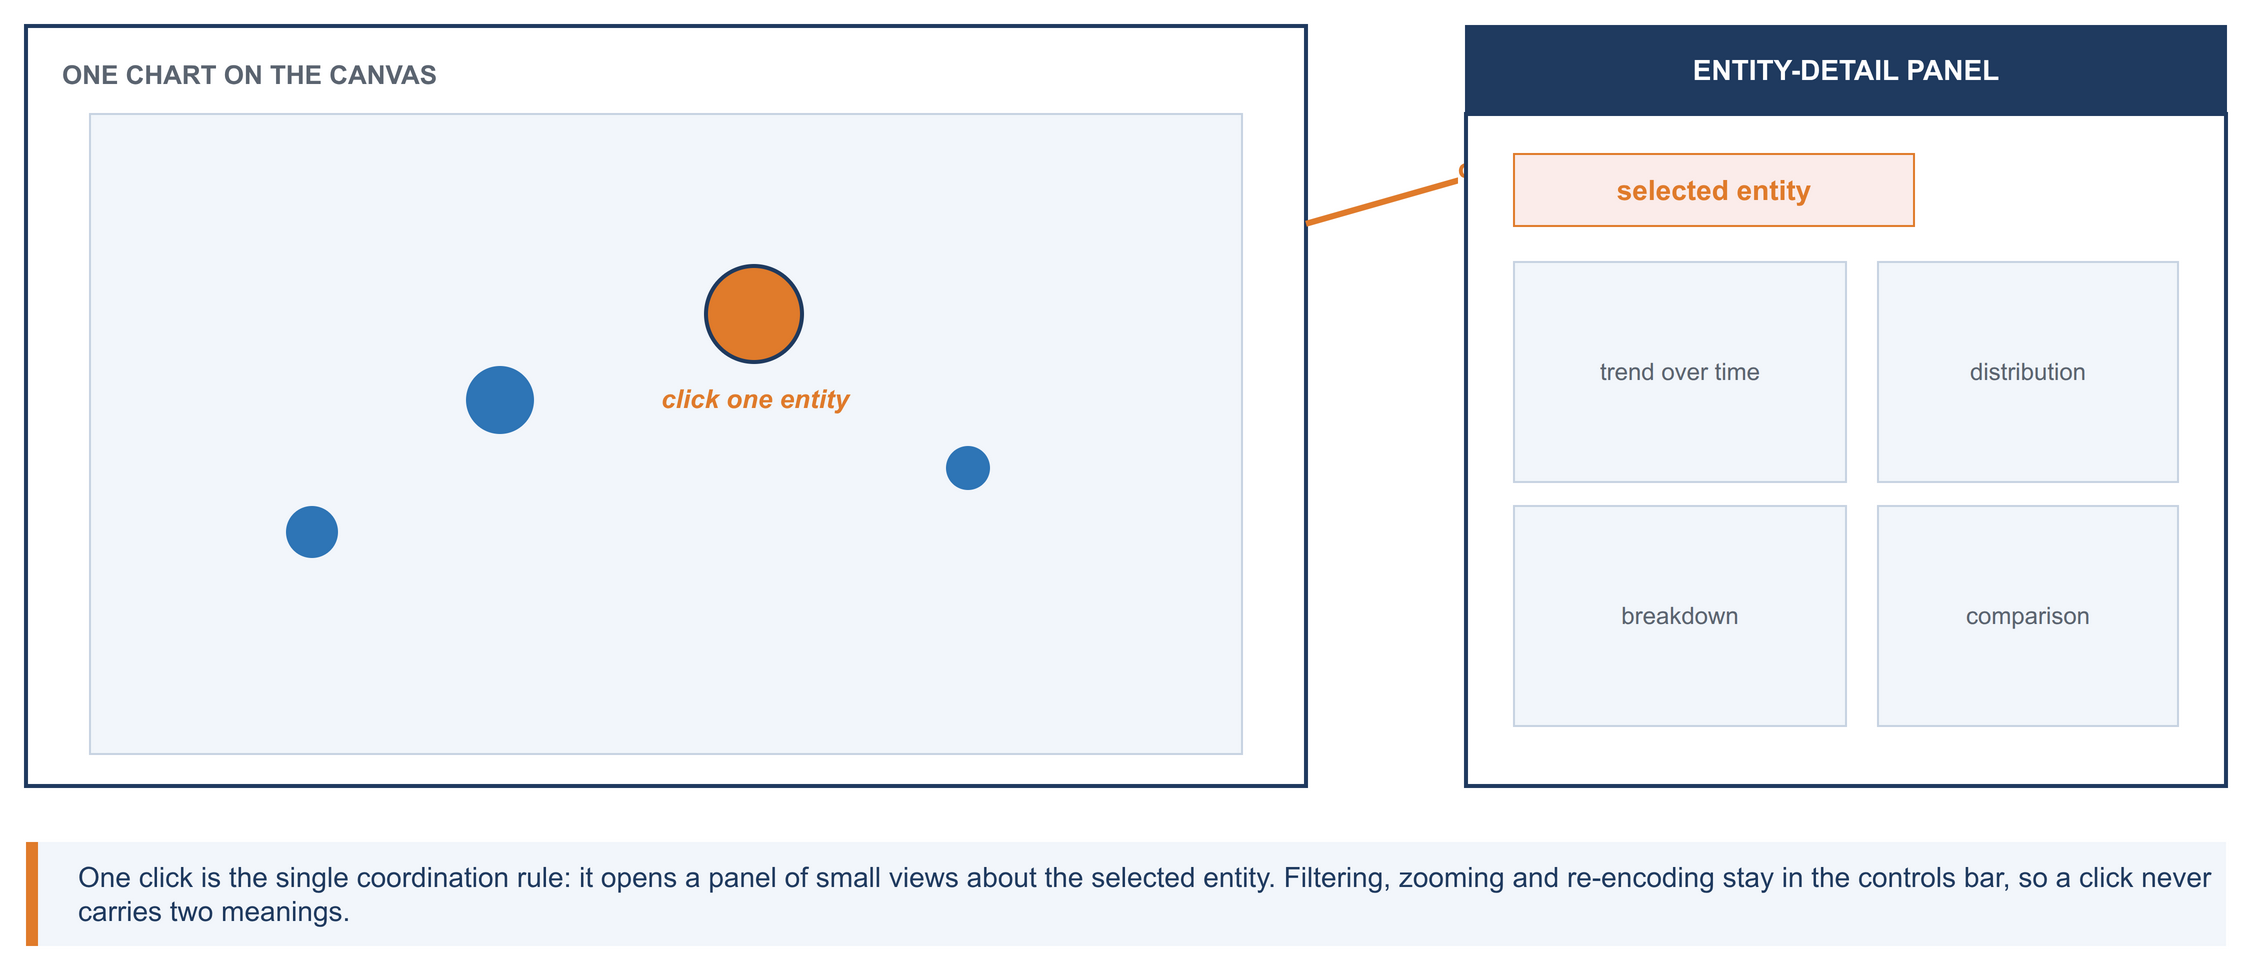 ONE CHART ON THE CANVAS
click one entity
ENTITY-DETAIL PANEL
selected entity
trend over time
distribution
breakdown
comparison
One click is the single coordination rule: it opens a panel of small views about the selected entity. Filtering, zooming and re-encoding stay in the controls bar, so a click never
carries two meanings.